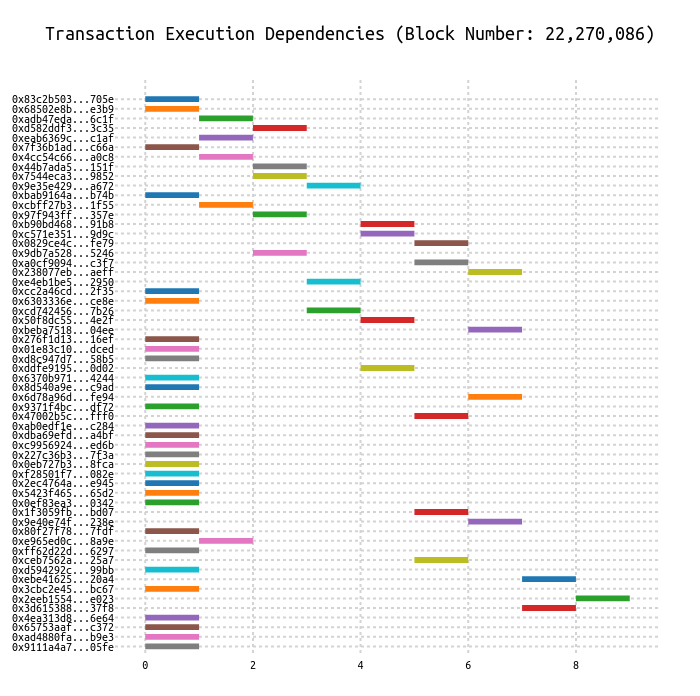 Transaction Execution Dependencies (Block Number: 22,270,086)
0x83c2b503...705e
0x68502e8b...e3b9
0xadb47eda...6c1f
0xd582ddf3...3c35
0xeab6369c...c1af
0x7f36b1ad...c66a
0x4cc54c66...a0c8
0x44b7ada5...151f
0x7544eca3...9852
0x9e35e429...a672
0xbab9164a...b74b
0xcbff27b3...1f55
0x97f943ff...357e
0xb90bd468...91b8
0xc571e351...9d9c
0x0829ce4c...fe79
0x9db7a528...5246
0xa0cf9094...c3f7
0x238077eb...aeff
0xe4eb1be5...2950
0xcc2a46cd...2f35
0x6303336e...ce8e
0xcd742456...7b26
0x50f8dc55...4e2f
0xbeba7518...04ee
0x276f1d13...16ef
0x01e83c10...dced
0xd8c947d7...58b5
0xddfe9195...0d02
0x6370b971...4244
0x8d540a9e...c9ad
0x6d78a96d...fe94
0x9371f4bc...df72
0x47002b5c...fff0
0xab0edf1e...c284
0xdba69efd...a4bf
0xc9956924...ed6b
0x227c36b3...7f3a
0x0eb727b3...8fca
0xf28501f7...082e
0x2ec4764a...e945
0x5423f465...65d2
0x0ef83ea3...0342
0x1f3059fb...bd07
0x9e40e74f...238e
0x80f27f78...7fdf
0xe965ed0c...8a9e
0xff62d22d...6297
0xceb7562a...25a7
0xd594292c...99bb
0xebe41625...20a4
0x3cbc2e45...bc67
0x2eeb1554...e023
0x3d615388...37f8
0x4ea313d8...6e64
0x65753aaf...c372
0xad4880fa...b9e3
0x9111a4a7...05fe
0 2 4 6 8